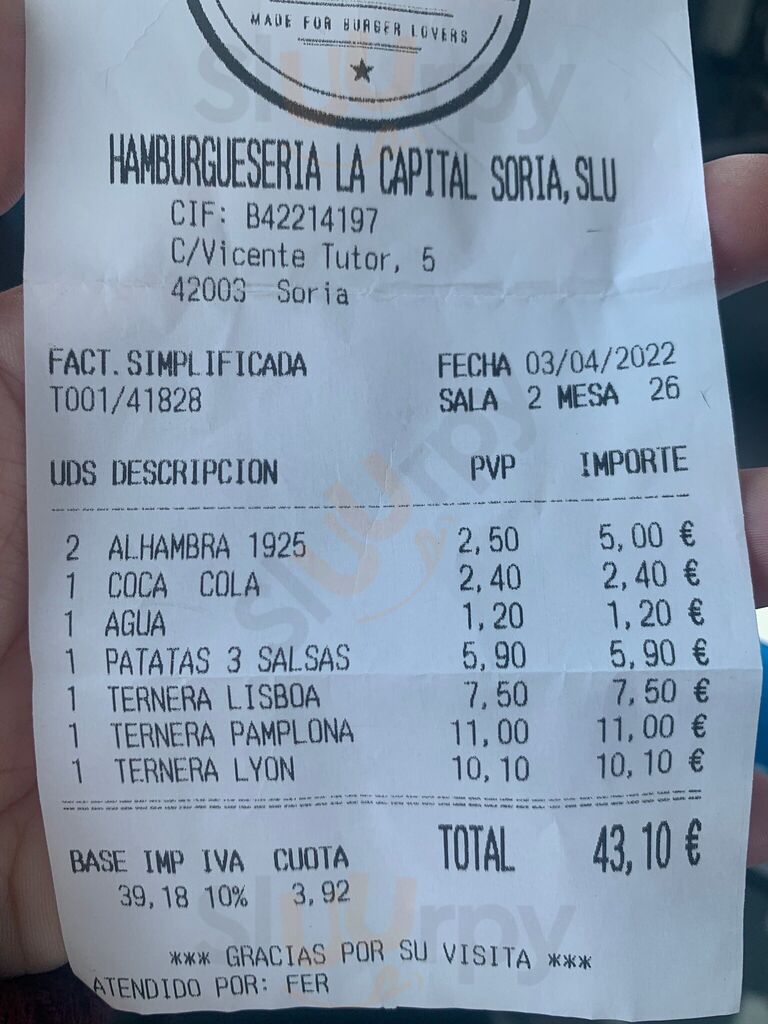 MADE FOR BURGER LOVERS
HAMBURGUESERIA LA CAPITAL SORIA, SLU
CIF: B42214197
C/Vicente Tutor, 5
42003 Soria
FACT. SIMPLIFICADA FECHA 03/04/2022
T001/41828 SALA 2 MESA 26
UDS DESCRIPCION PVP IMPORTE
2 ALHAMBRA 1925 2,50 5,00 €
1 COCA COLA 2,40 2,40 €
1 AGUA 1,20 1,20 €
1 PATATAS 3 SALSAS 5,90 5,90 €
1 TERNERA LISBOA 7,50 7,50 €
1 TERNERA PAMPLONA 11,00 11,00 €
1 TERNERA LYON 10,10 10,10 €
TOTAL 43,10 €
BASE IMP IVA CUOTA
39,18 10% 3,92
*** GRACIAS POR SU VISITA ***
ATENDIDO POR: FER
Sluurpy
Sluurpy
Sluurpy